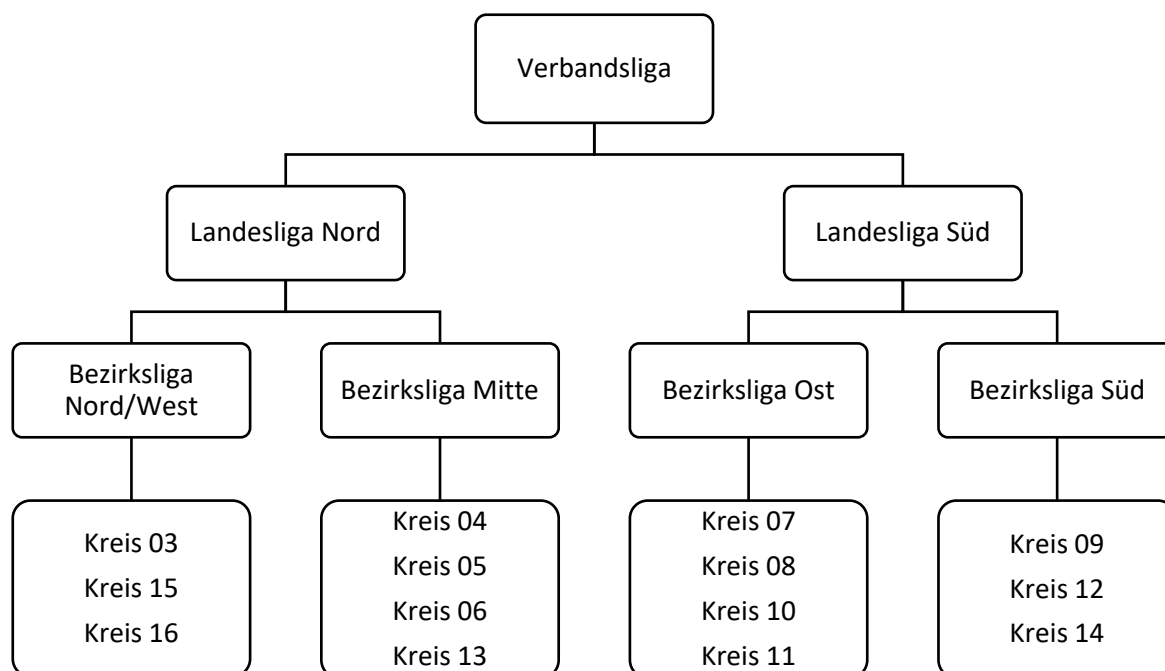 Verbandsliga
Landesliga Nord
Landesliga Süd
Bezirksliga
Nord/West
Bezirksliga Mitte
Bezirksliga Ost
Bezirksliga Süd
Kreis 03
Kreis 15
Kreis 16
Kreis 04
Kreis 05
Kreis 06
Kreis 13
Kreis 07
Kreis 08
Kreis 10
Kreis 11
Kreis 09
Kreis 12
Kreis 14